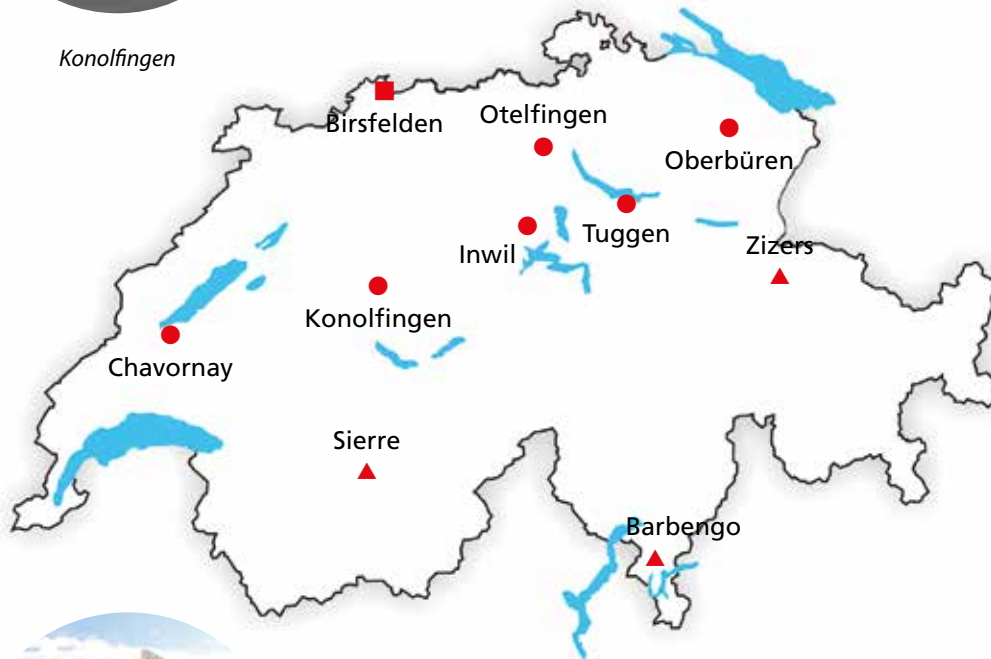 Konolfingen
Birsfelden
Otelfingen
Oberbüren
Tuggen
Inwil
Zizers
Konolfingen
Chavornay
Sierre
Barbengo